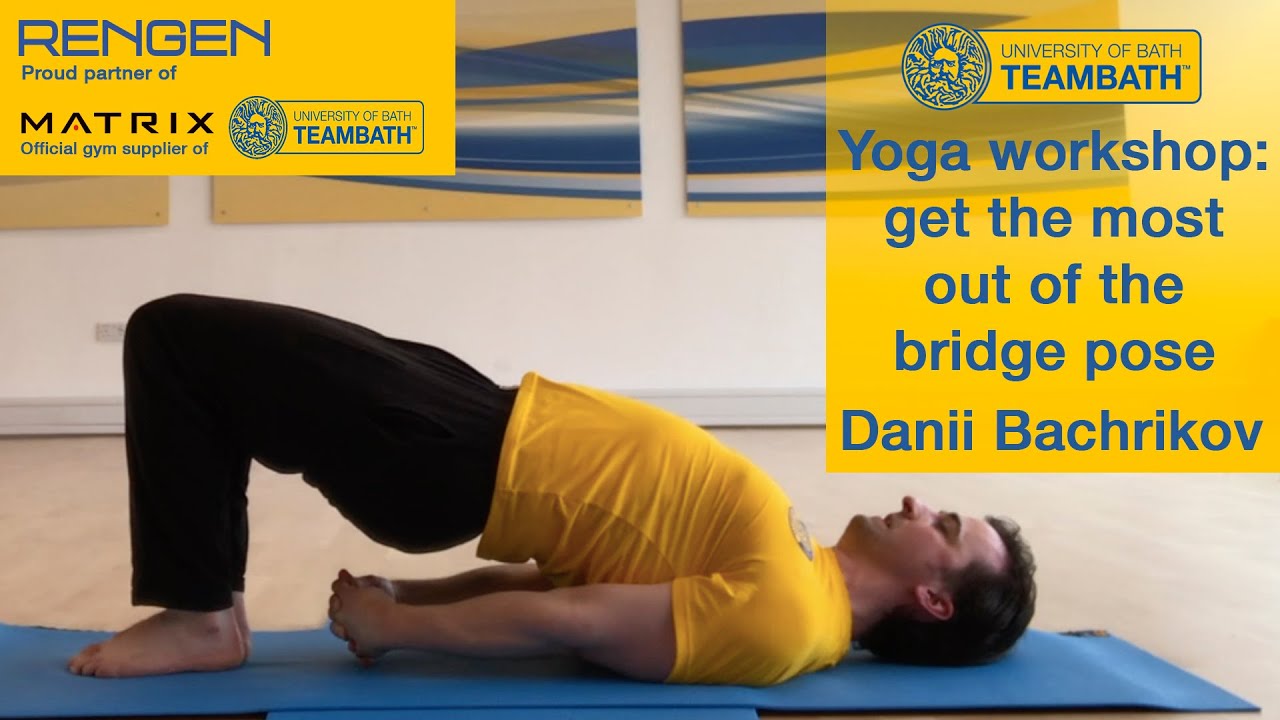 RENGEN
Proud partner of
MATRIX
Official gym supplier of
UNIVERSITY OF BATH
TEAMBATH™
UNIVERSITY OF BATH
TEAMBATH™
Yoga workshop:
get the most
out of the
bridge pose
Danii Bachrikov